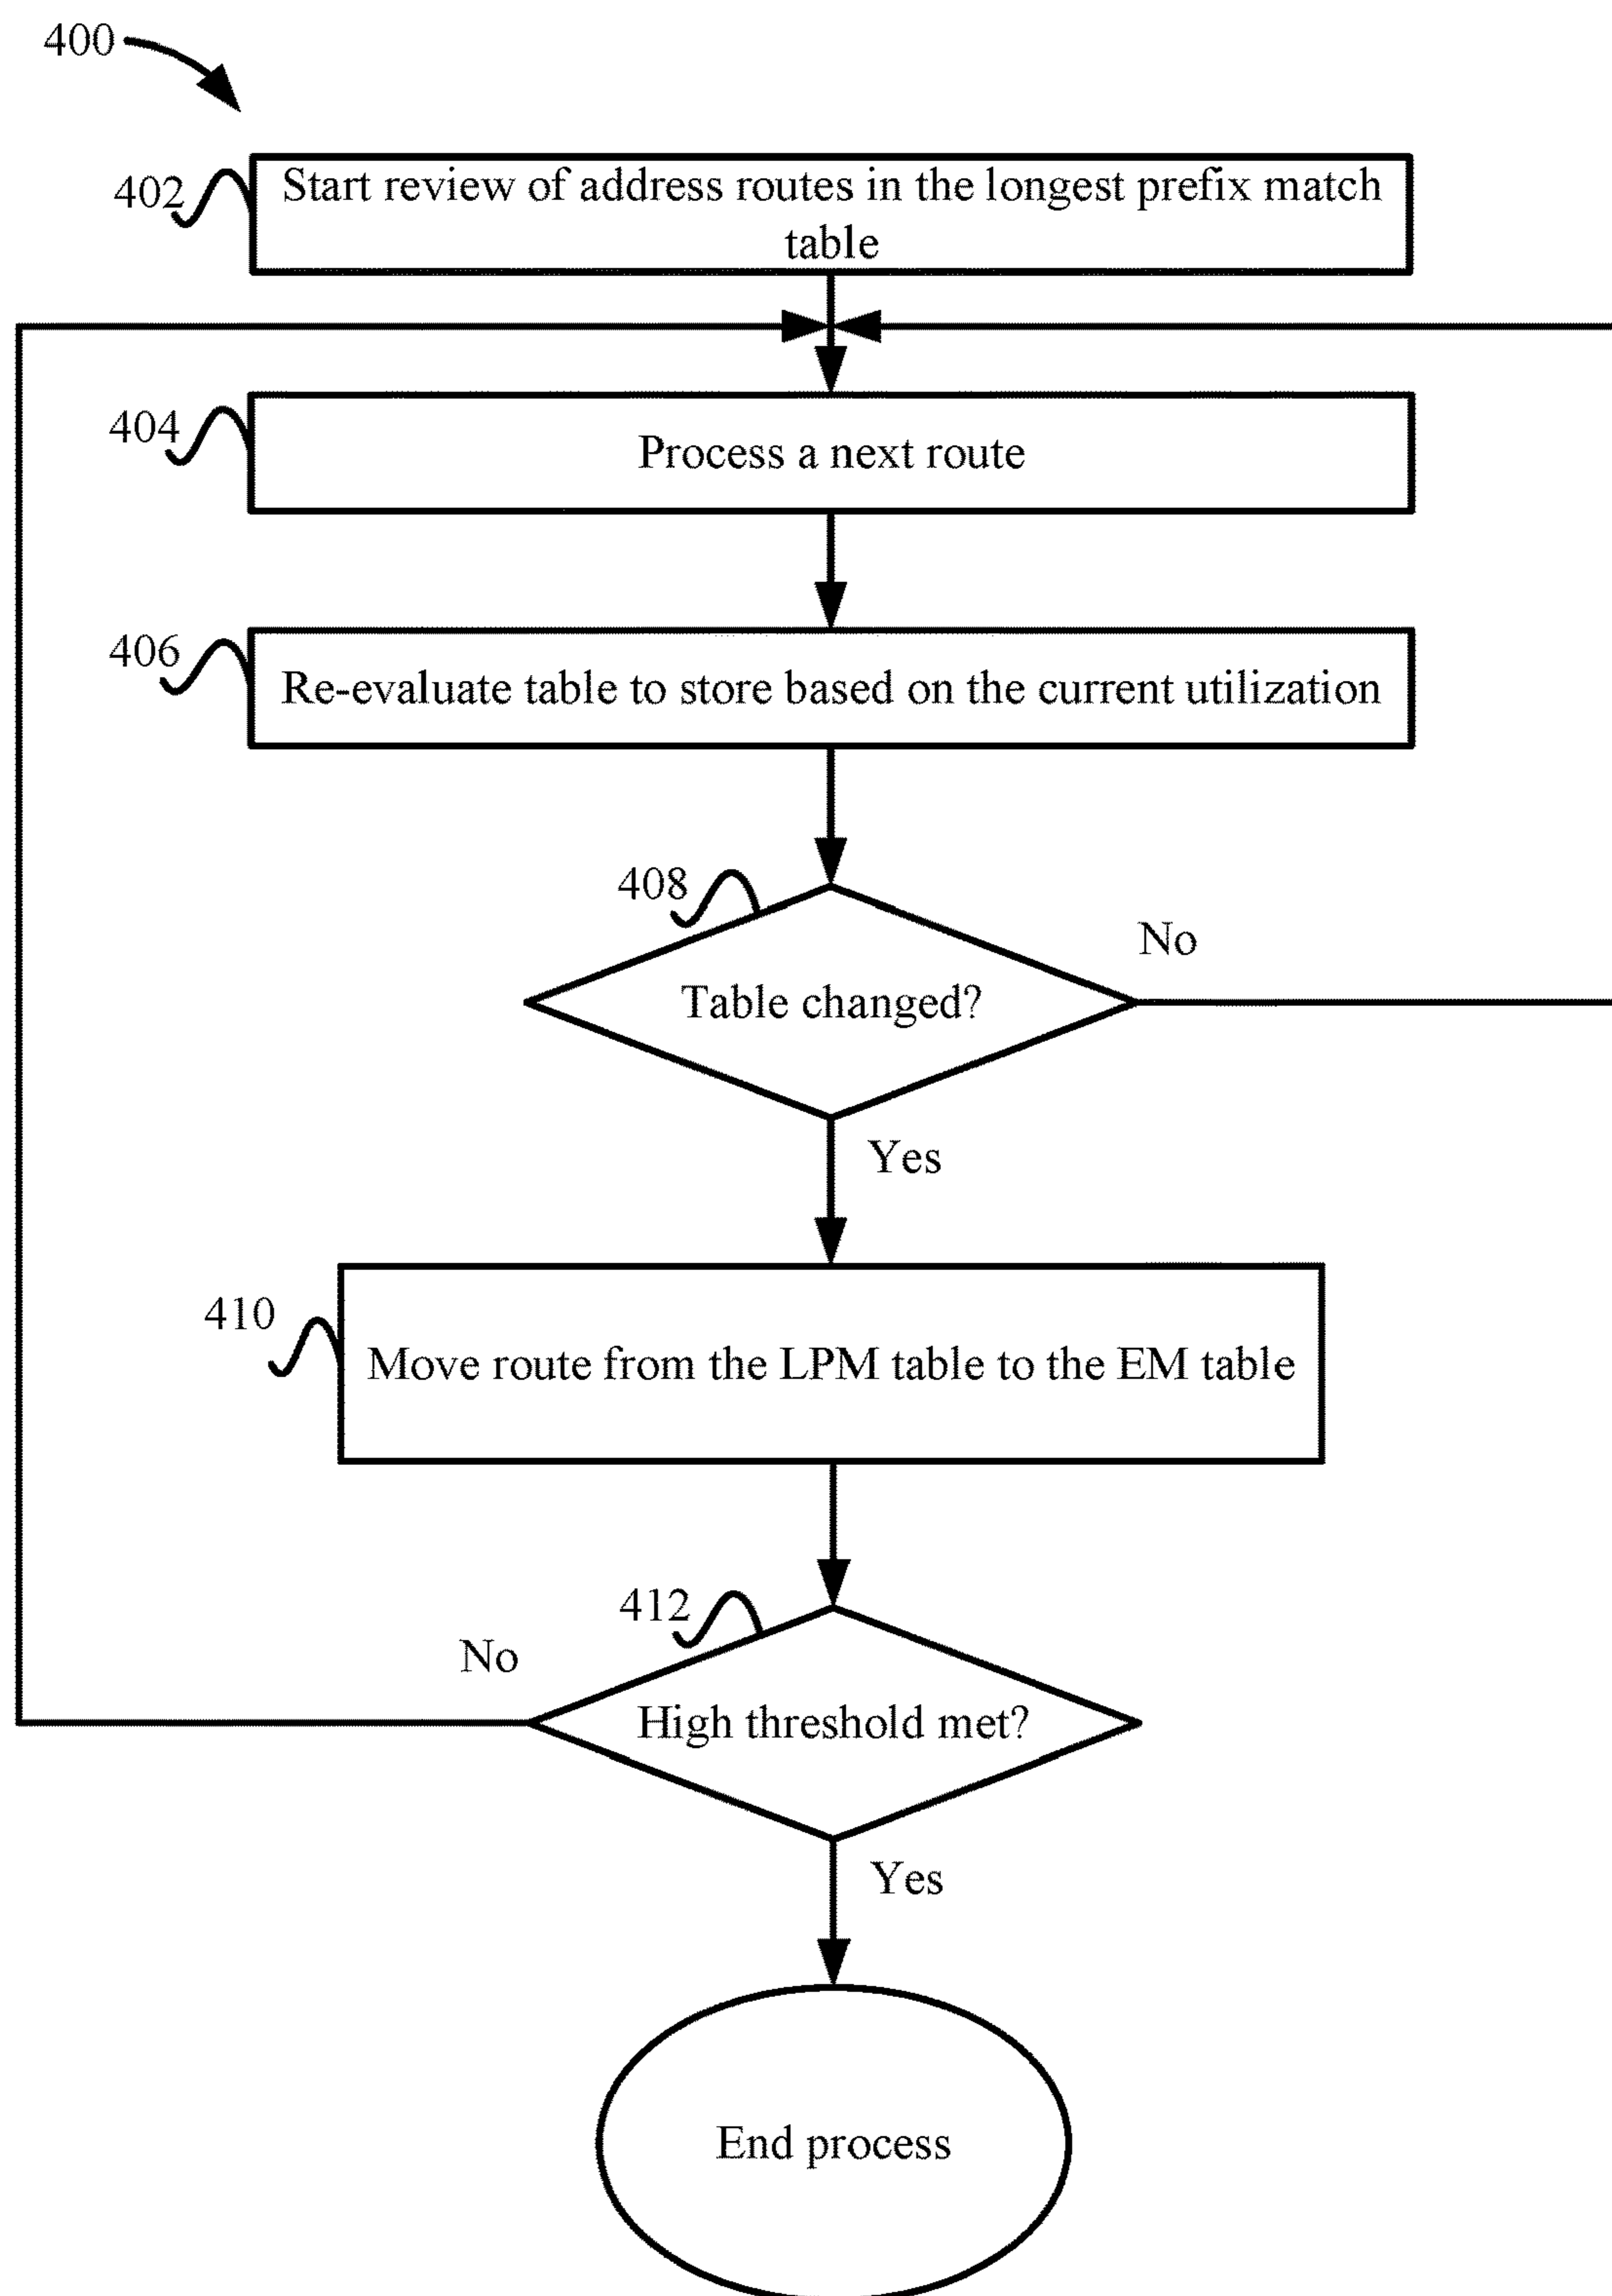 400
402
Start review of address routes in the longest prefix match
table
404
Process a next route
406
Re-evaluate table to store based on the current utilization
408
No
Table changed?
Yes
410
Move route from the LPM table to the EM table
412
No
High threshold met?
Yes
End process